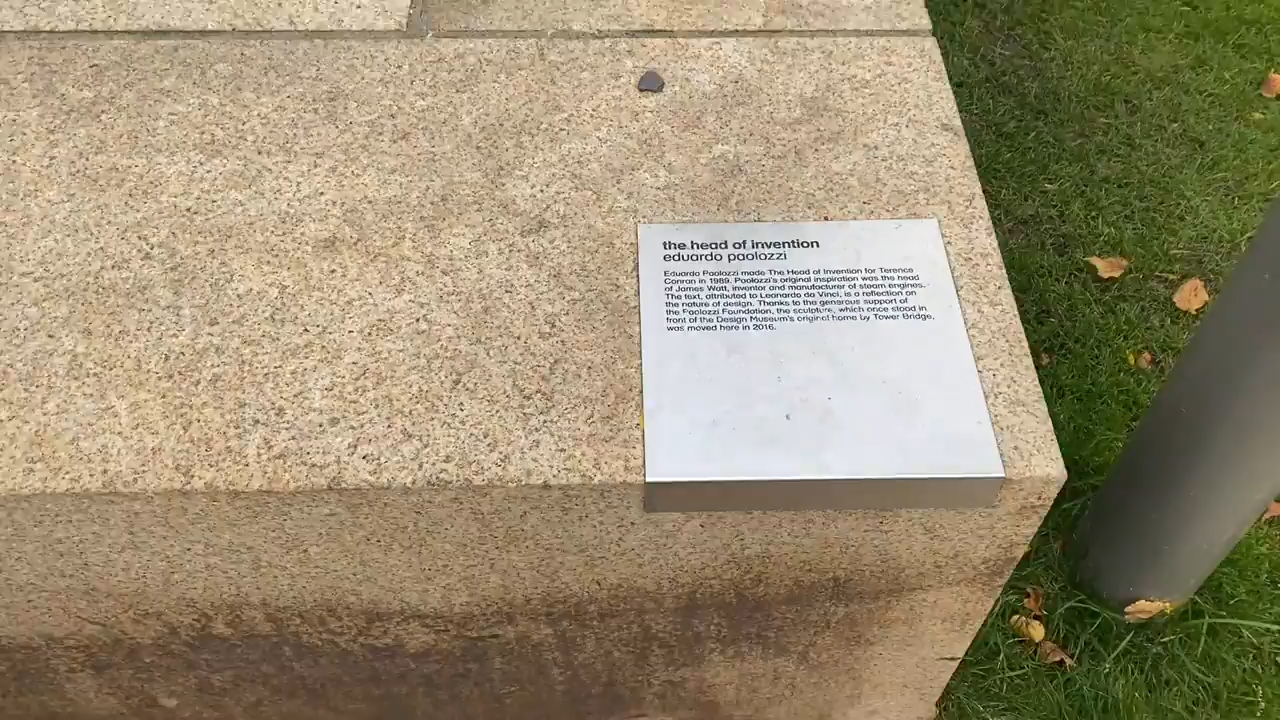 the head of invention
eduardo paolozzi
Eduardo Paolozzi made The Head of Invention for Terence
Conran in 1989. Paolozzi's original inspiration was the head
of James Watt, inventor and manufacturer of steam engines.
The text, attributed to Leonardo da Vinci, is a reflection on
the nature of design. Thanks to the generous support of
the Paolozzi Foundation, the sculpture, which once stood in
front of the Design Museum's original home by Tower Bridge,
was moved here in 2016.